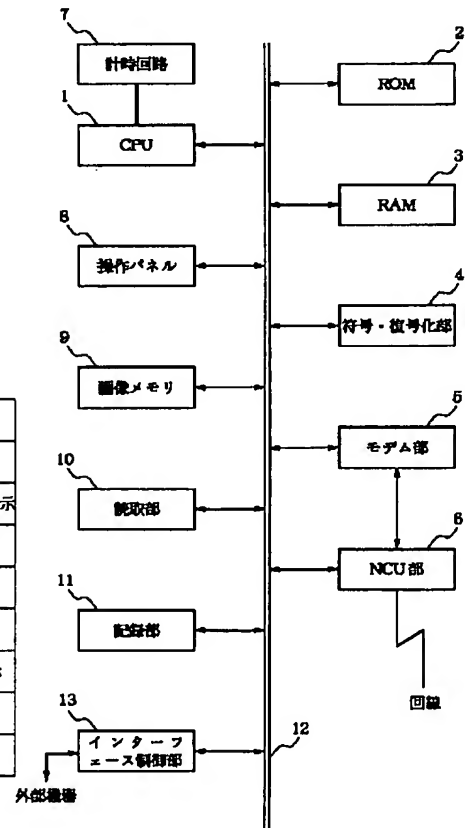 7
計時回路
1
CPU
8
操作パネル
9
画像メモリ
10
読取部
11
記録部
13
インターフ
ェース制御部
外部機器
2
ROM
3
RAM
4
符号・復号化部
5
モデム部
6
NCU部
回線
12
示